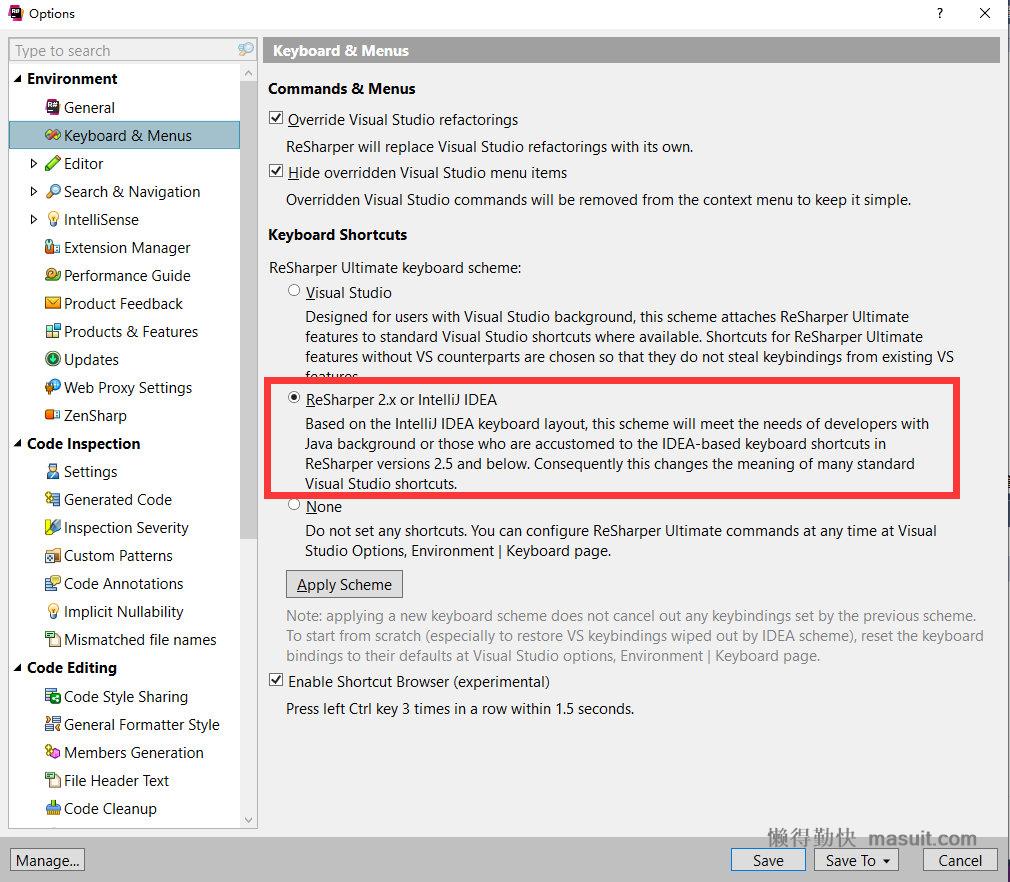 Options
?
Type to search
Environment
General
Keyboard & Menus
Editor
Search & Navigation
IntelliSense
Extension Manager
Performance Guide
Product Feedback
Products & Features
Updates
Web Proxy Settings
ZenSharp
Code Inspection
Settings
Generated Code
Inspection Severity
Custom Patterns
Code Annotations
Implicit Nullability
Mismatched file names
Code Editing
Code Style Sharing
General Formatter Style
Members Generation
File Header Text
Code Cleanup
Keyboard & Menus
Commands & Menus
Override Visual Studio refactorings
ReSharper will replace Visual Studio refactorings with its own.
Hide overridden Visual Studio menu items
Overridden Visual Studio commands will be removed from the context menu to keep it simple.
Keyboard Shortcuts
ReSharper Ultimate keyboard scheme:
Visual Studio
Designed for users with Visual Studio background, this scheme attaches ReSharper Ultimate
features to standard Visual Studio shortcuts where available. Shortcuts for ReSharper Ultimate
features without VS counterparts are chosen so that they do not steal keybindings from existing VS
features.
ReSharper 2.x or IntelliJ IDEA
Based on the IntelliJ IDEA keyboard layout, this scheme will meet the needs of developers with
Java background or those who are accustomed to the IDEA-based keyboard shortcuts in
ReSharper versions 2.5 and below. Consequently this changes the meaning of many standard
Visual Studio shortcuts.
None
Do not set any shortcuts. You can configure ReSharper Ultimate commands at any time at Visual
Studio Options, Environment | Keyboard page.
Apply Scheme
Note: applying a new keyboard scheme does not cancel out any keybindings set by the previous scheme.
To start from scratch (especially to restore VS keybindings wiped out by IDEA scheme), reset the keyboard
bindings to their defaults at Visual Studio options, Environment | Keyboard page.
Enable Shortcut Browser (experimental)
Press left Ctrl key 3 times in a row within 1.5 seconds.
懒得勤快 masuit.com
Manage...
Save
Save To
Cancel